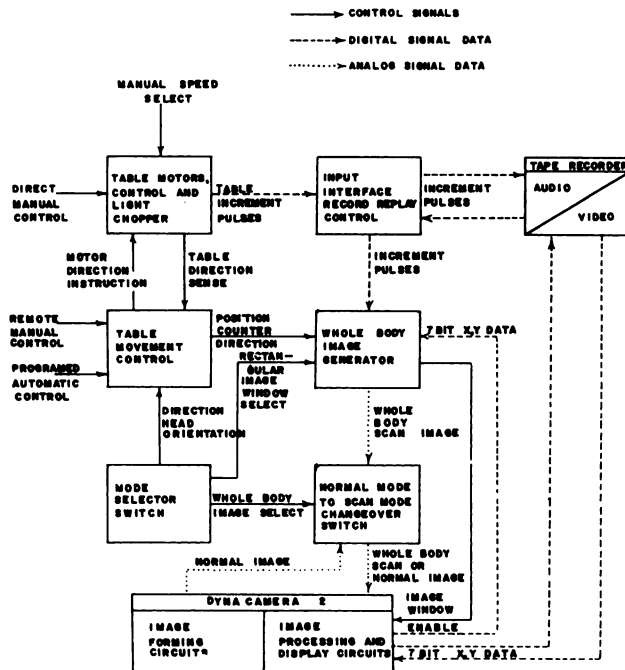 CONTROL SIGNALS
DIGITAL SIGNAL DATA
ANALOG SIGNAL DATA
MANUAL SPEED
SELECT
TABLE MOTORS,
CONTROL AND
LIGHT
CHOPPER
DIRECT
MANUAL CONTROL
TABLE
INCREMENT
PULSES
INPUT
INTERFACE
RECORD REPLAY
CONTROL
INCREMENT
PULSES
TAPE RECORDER
AUDIO
VIDEO
MOTOR
DIRECTION
INSTRUCTION
TABLE
DIRECTION
SENSE
INCREMENT
PULSES
REMOTE
MANUAL
CONTROL
PROGRAMED
AUTOMATIC
CONTROL
TABLE
MOVEMENT
CONTROL
POSITION
COUNTER
DIRECTION
RECTAN-
GULAR
IMAGE
WINDOW
SELECT
WHOLE BODY
IMAGE
GENERATOR
7 BIT X,Y DATA
DIRECTION
HEAD
ORIENTATION
WHOLE
BODY
SCAN IMAGE
MODE
SELECTOR
SWITCH
WHOLE BODY
IMAGE SELECT
NORMAL MODE
TO SCAN MODE
CHANGEOVER
SWITCH
NORMAL IMAGE
WHOLE BODY
SCAN OR
NORMAL IMAGE
IMAGE
WINDOW
ENABLE
DYNA CAMERA 2
IMAGE
FORMING
CIRCUITS
IMAGE
PROCESSING AND
DISPLAY CIRCUITS
7 BIT X,Y DATA